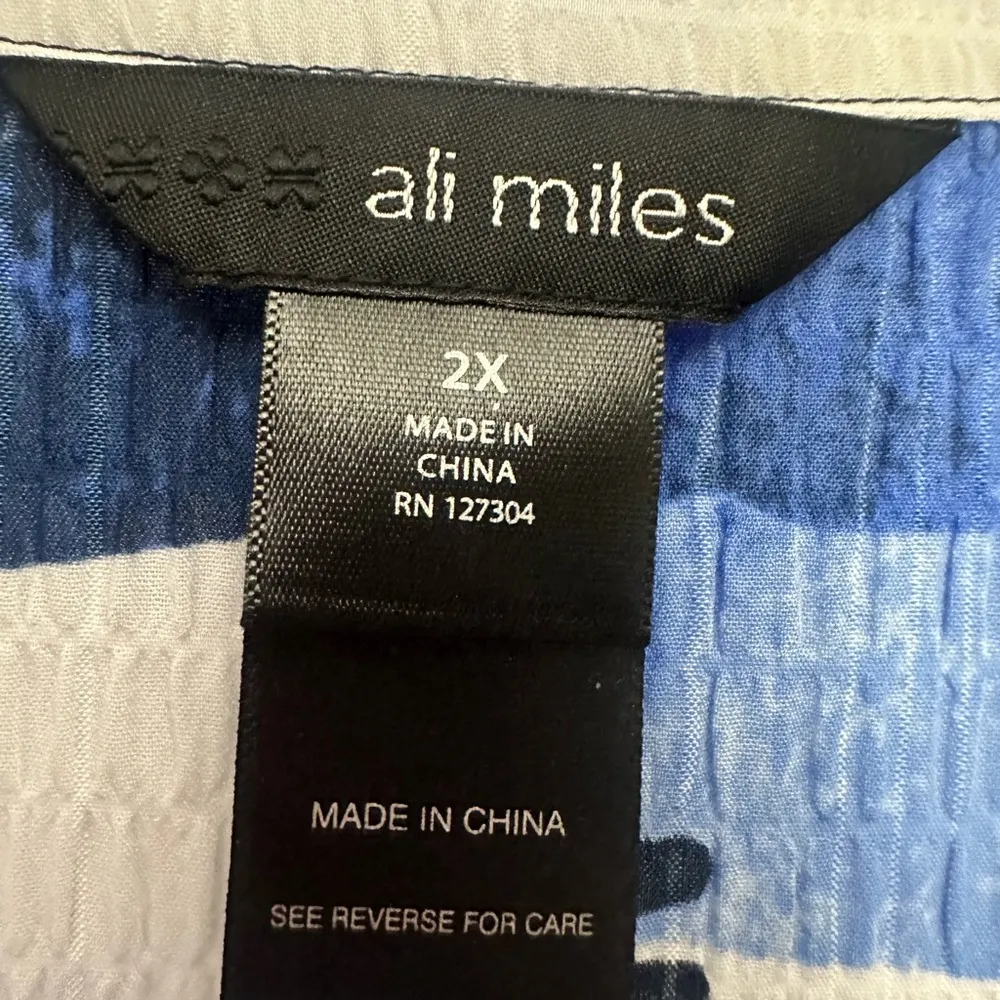 ali miles
2X
MADE IN
CHINA
RN 127304
MADE IN CHINA
SEE REVERSE FOR CARE